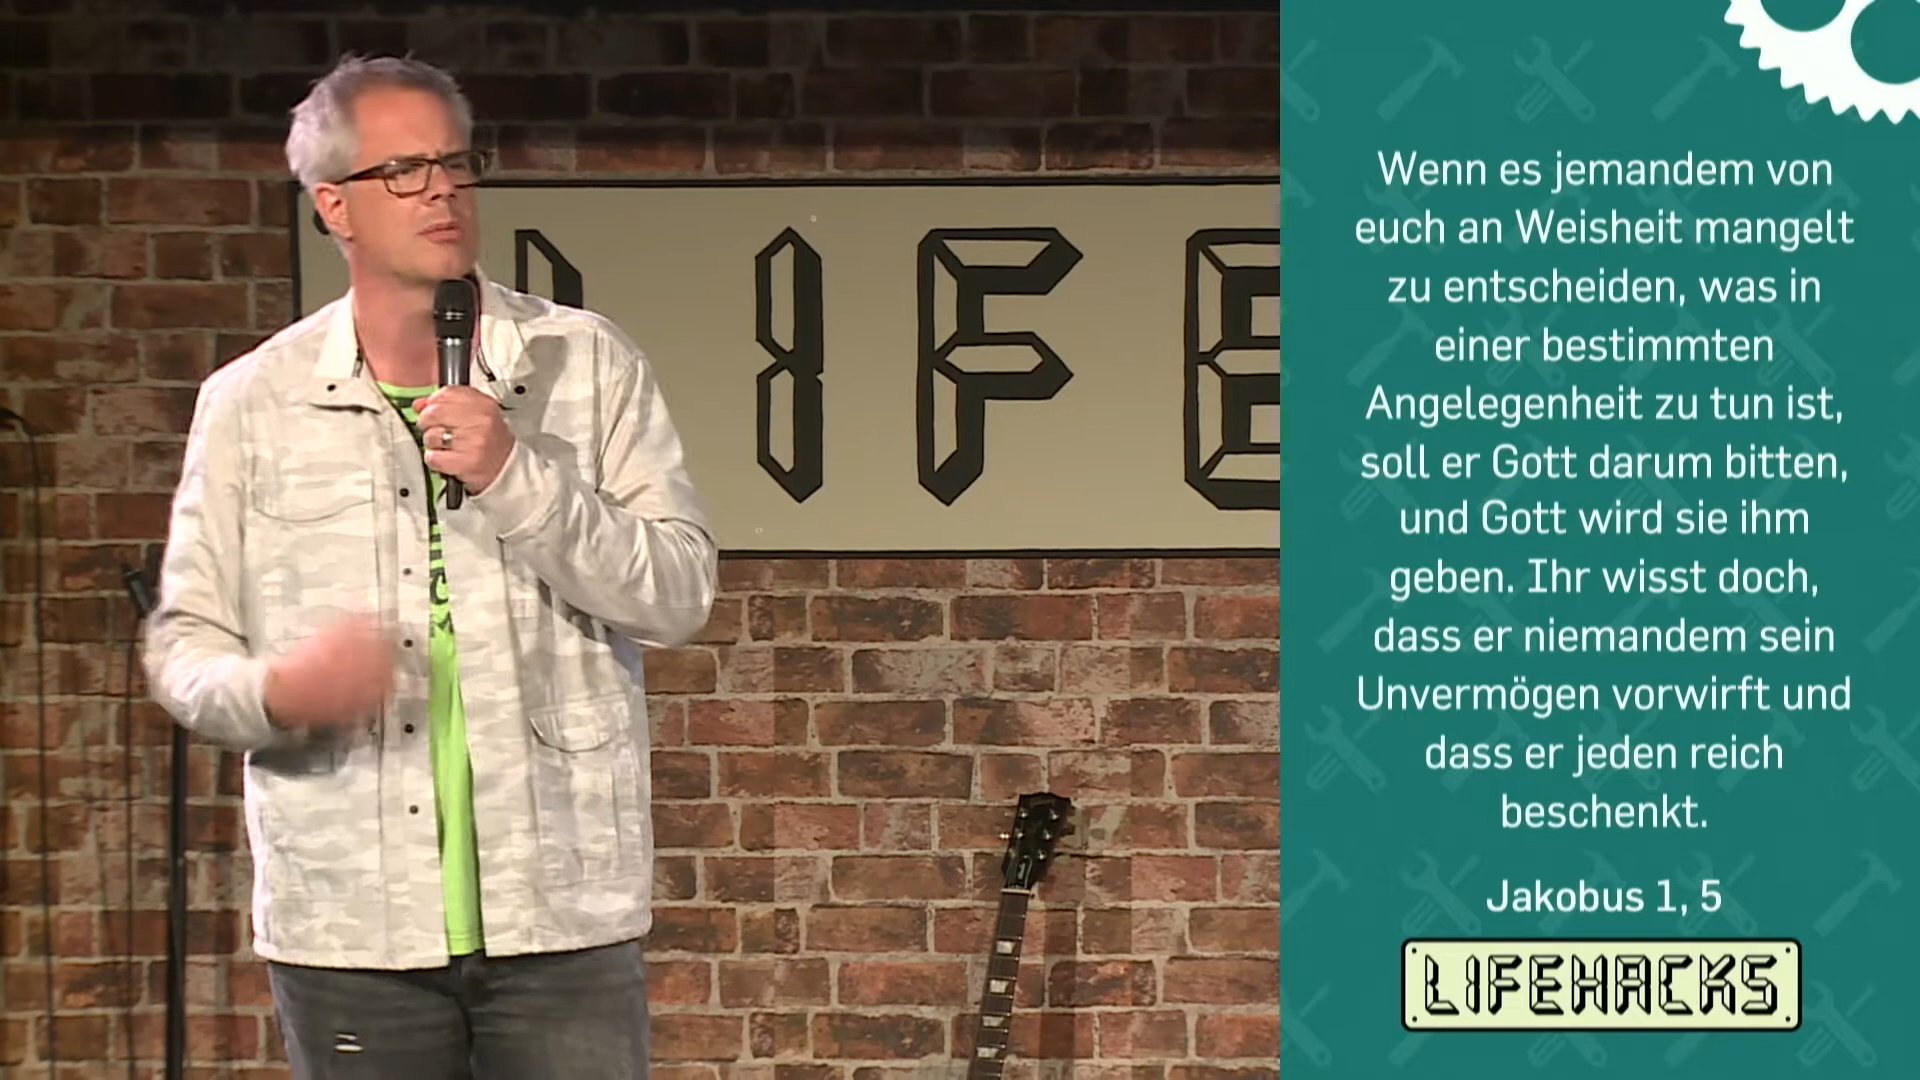 LIFE
Wenn es jemandem von
euch an Weisheit mangelt
zu entscheiden, was in
einer bestimmten
Angelegenheit zu tun ist,
soll er Gott darum bitten,
und Gott wird sie ihm
geben. Ihr wisst doch,
dass er niemandem sein
Unvermögen vorwirft und
dass er jeden reich
beschenkt.
Jakobus 1, 5
LIFEHACKS